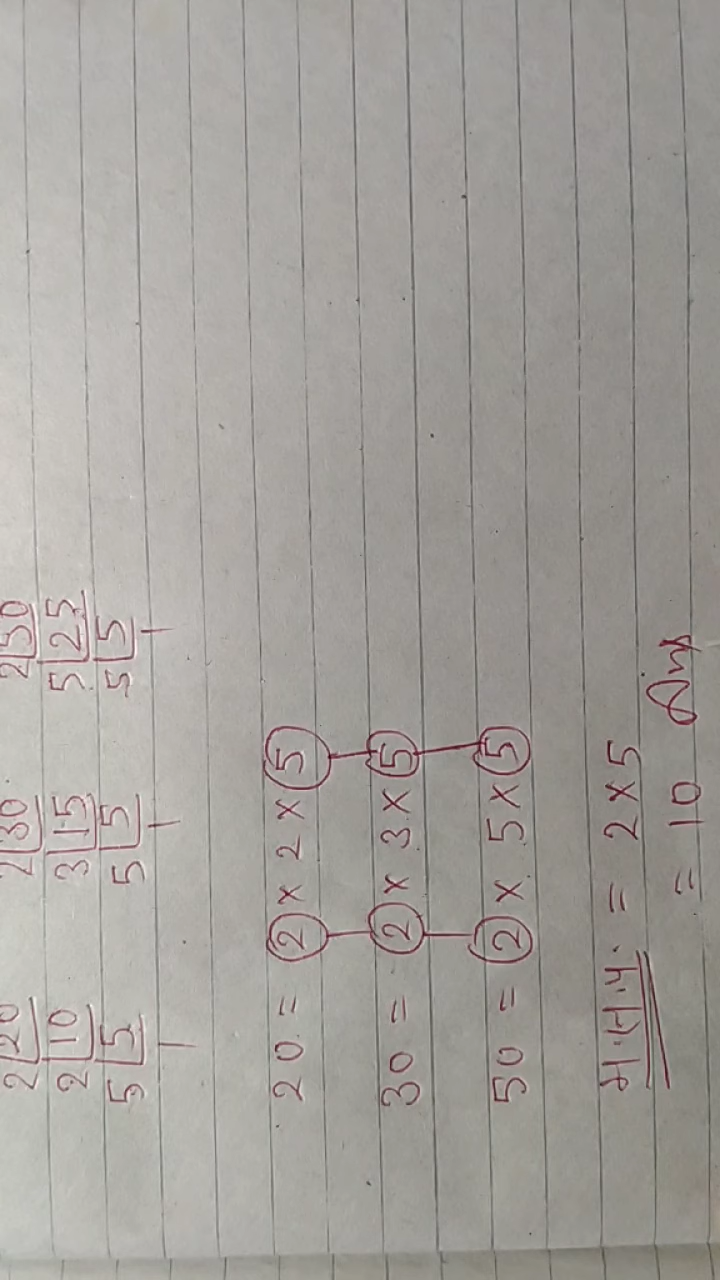 2|20 2|30 2|50
2|10 3|15 5|25
5|5 5|5 5|5
1 1 1
20 = 2 × 2 × 5
30 = 2 × 3 × 5
50 = 2 × 5 × 5
म.स.प. = 2 × 5
= 10 Ans